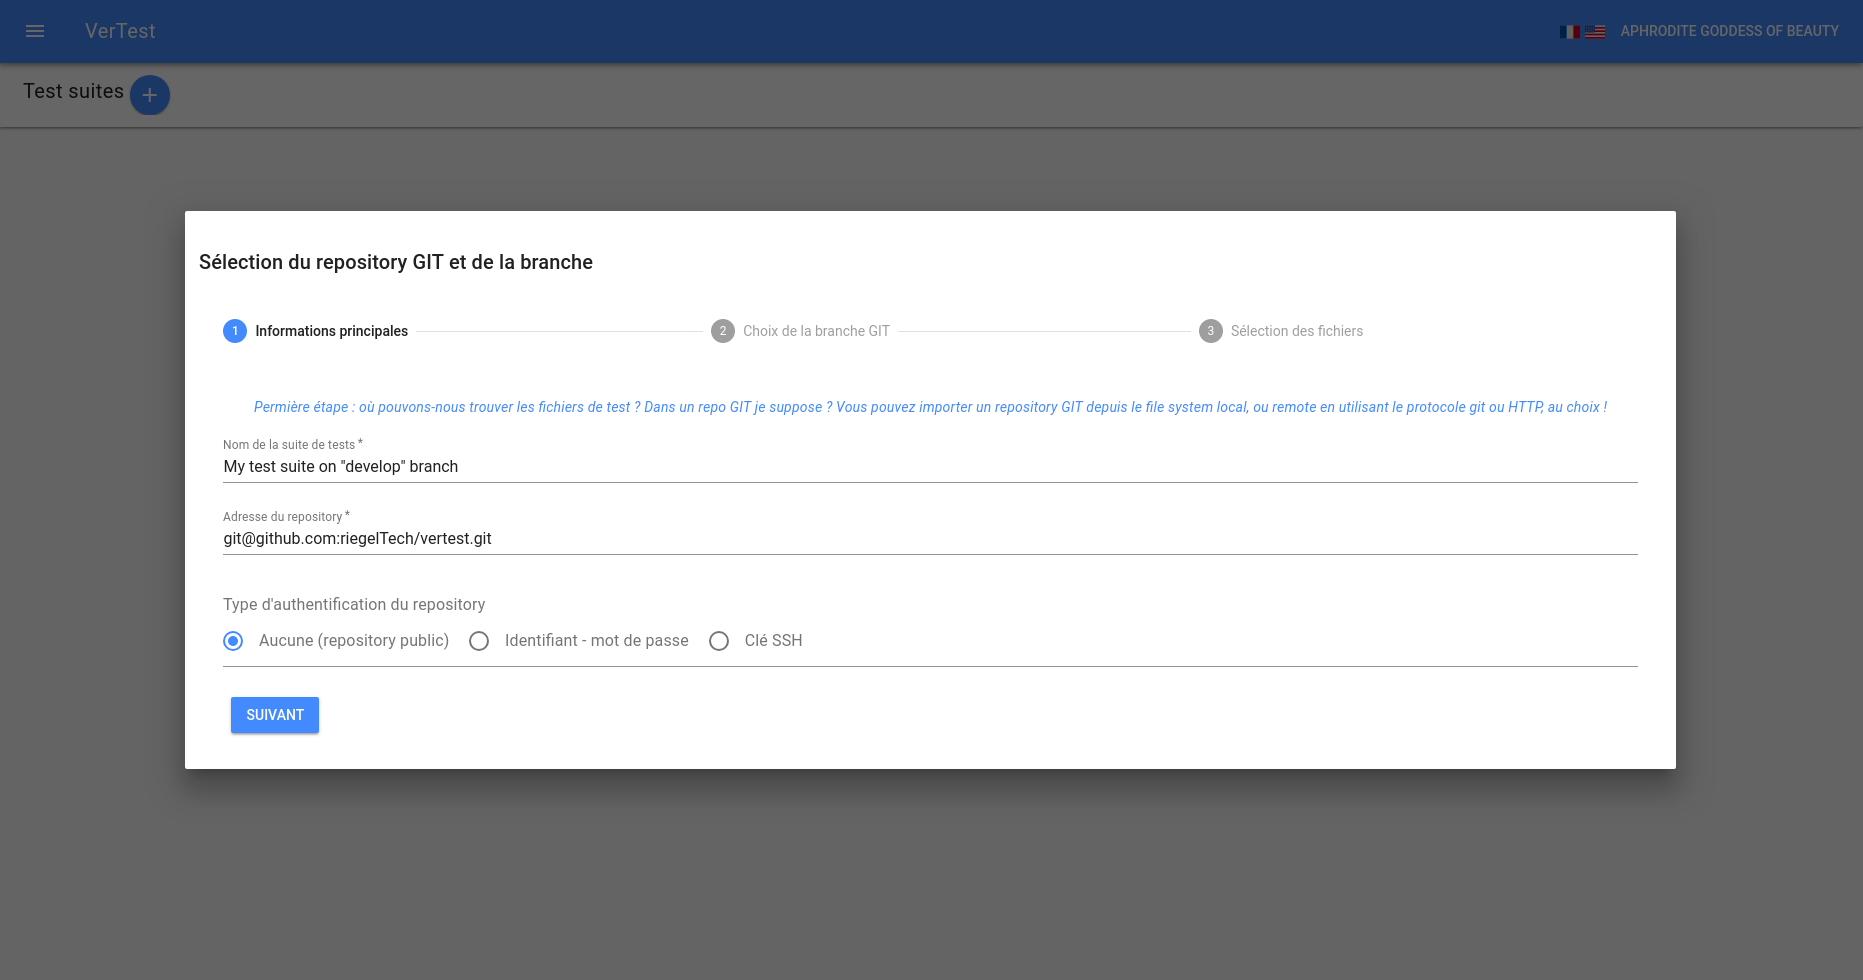 VerTest
APHRODITE GODDESS OF BEAUTY
Test suites +
Sélection du repository GIT et de la branche
1 Informations principales
2 Choix de la branche GIT
3 Sélection des fichiers
Permière étape : où pouvons-nous trouver les fichiers de test ? Dans un repo GIT je suppose ? Vous pouvez importer un repository GIT depuis le file system local, ou remote en utilisant le protocole git ou HTTP, au choix !
Nom de la suite de tests *
My test suite on "develop" branch
Adresse du repository *
git@github.com:riegelTech/vertest.git
Type d'authentification du repository
Aucune (repository public)
Identifiant - mot de passe
Clé SSH
SUIVANT